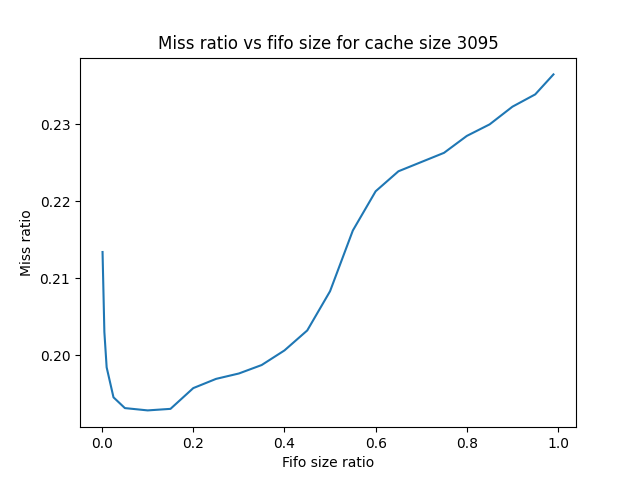 Miss ratio vs fifo size for cache size 3095
0.23
0.22
0.21
0.20
Miss ratio
0.0 0.2 0.4 0.6 0.8 1.0
Fifo size ratio